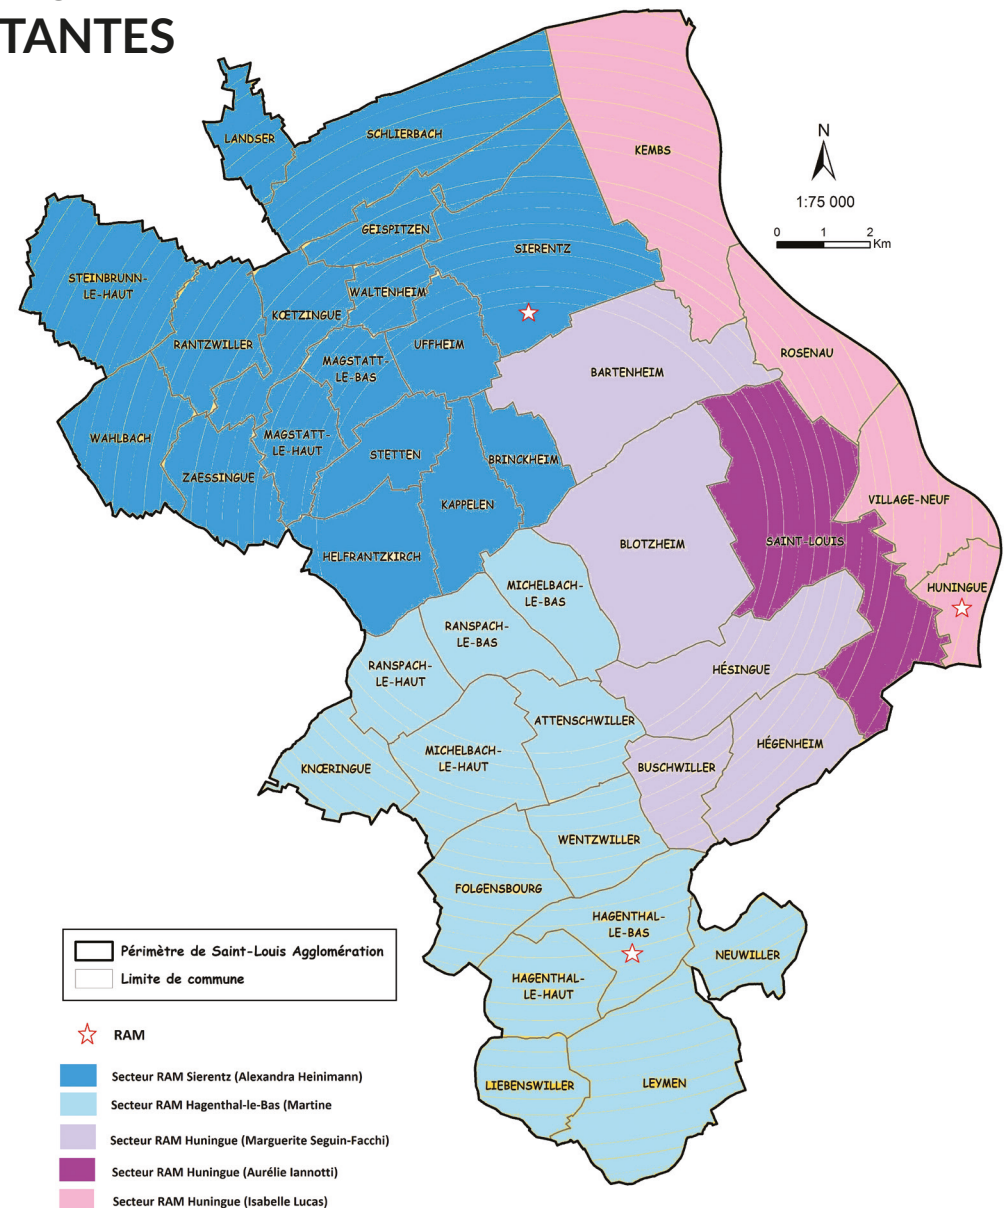 TANTES
LANDSER
SCHLIERBACH
KEMBS
N
1:75 000
0 1 2
Km
GEISPITZEN
SIERENTZ
STEINBRUNN-
LE-HAUT
WALTENHEIM
KŒTZINGUE
RANTZWILLER
UFFHEIM
MAGSTATT-
LE-BAS
ROSENAU
BARTENHEIM
WAHLBACH
MAGSTATT-
LE-HAUT
STETTEN
BRINCKHEIM
ZAESSINGUE
KAPPELEN
VILLAGE-NEUF
SAINT-LOUIS
BLOTZHEIM
HELFRANTZKIRCH
MICHELBACH-
LE-BAS
HUNINGUE
RANSPACH-
LE-BAS
RANSPACH-
LE-HAUT
HÉSINGUE
ATTENSCHWILLER
HÉGENHEIM
MICHELBACH-
LE-HAUT
KNŒRINGUE
BUSCHWILLER
WENTZWILLER
FOLGENSBOURG
HAGENTHAL-
LE-BAS
NEUWILLER
HAGENTHAL-
LE-HAUT
LIEBENSWILLER
LEYMEN
Périmètre de Saint-Louis Agglomération
Limite de commune
RAM
Secteur RAM Sierentz (Alexandra Heinimann)
Secteur RAM Hagenthal-le-Bas (Martine
Secteur RAM Huningue (Marguerite Seguin-Facchi)
Secteur RAM Huningue (Aurélie Iannotti)
Secteur RAM Huningue (Isabelle Lucas)